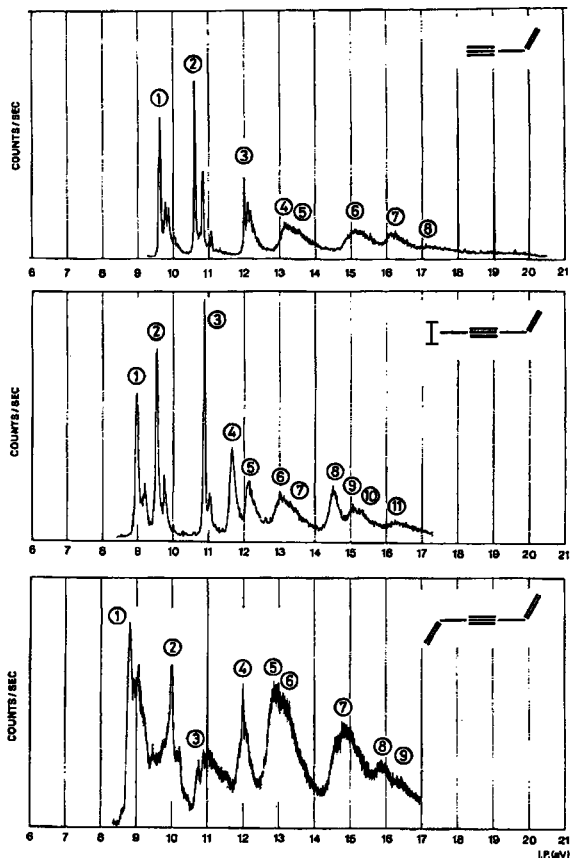 COUNTS/SEC
① ② ③ ④ ⑤ ⑥ ⑦ ⑧
6 7 8 9 10 11 12 13 14 15 16 17 18 19 20 21
COUNTS/SEC
① ② ③ ④ ⑤ ⑥ ⑦ ⑧ ⑨ ⑩ ⑪
I
6 7 8 9 10 11 12 13 14 15 16 17 18 19 20 21
COUNTS/SEC
① ② ③ ④ ⑤ ⑥ ⑦ ⑧ ⑨
6 7 8 9 10 11 12 13 14 15 16 17 18 19 20 21
I.P.(eV)